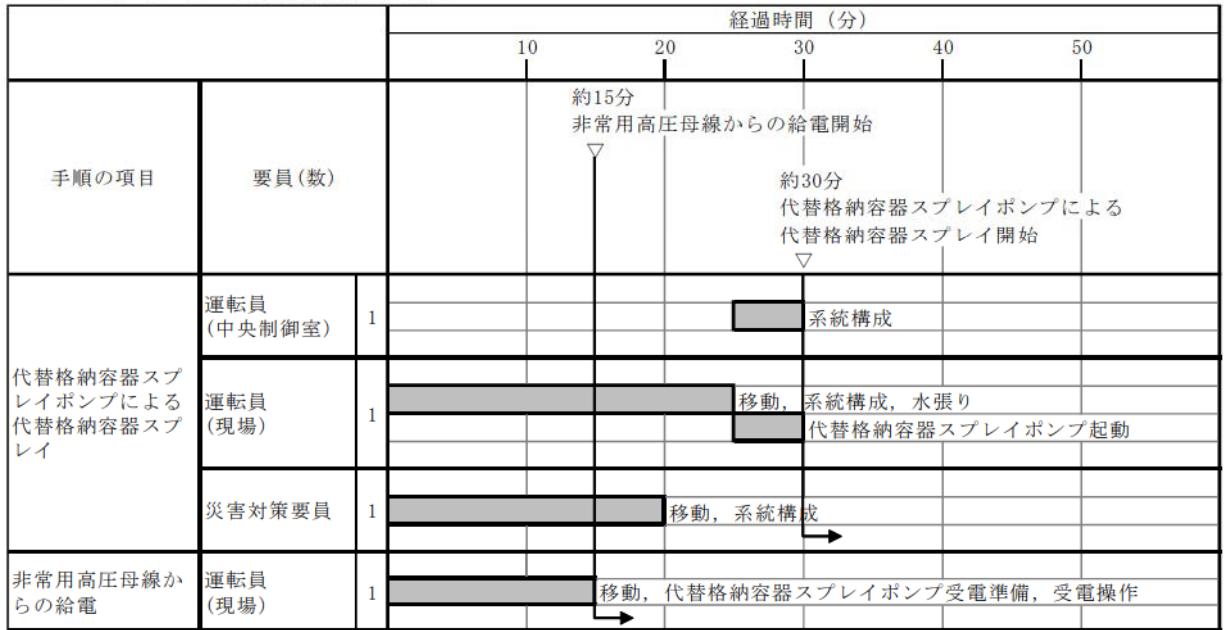 経過時間（分）
10
20
30
40
50
手順の項目
要員(数)
約15分
非常用高圧母線からの給電開始
▽
約30分
代替格納容器スプレイポンプによる
代替格納容器スプレイ開始
▽
代替格納容器スプ
レイポンプによる
代替格納容器スプ
レイ
運転員
(中央制御室)
1
系統構成
運転員
(現場)
1
移動，系統構成，水張り
代替格納容器スプレイポンプ起動
災害対策要員
1
移動，系統構成
非常用高圧母線か
らの給電
運転員
(現場)
1
移動，代替格納容器スプレイポンプ受電準備，受電操作